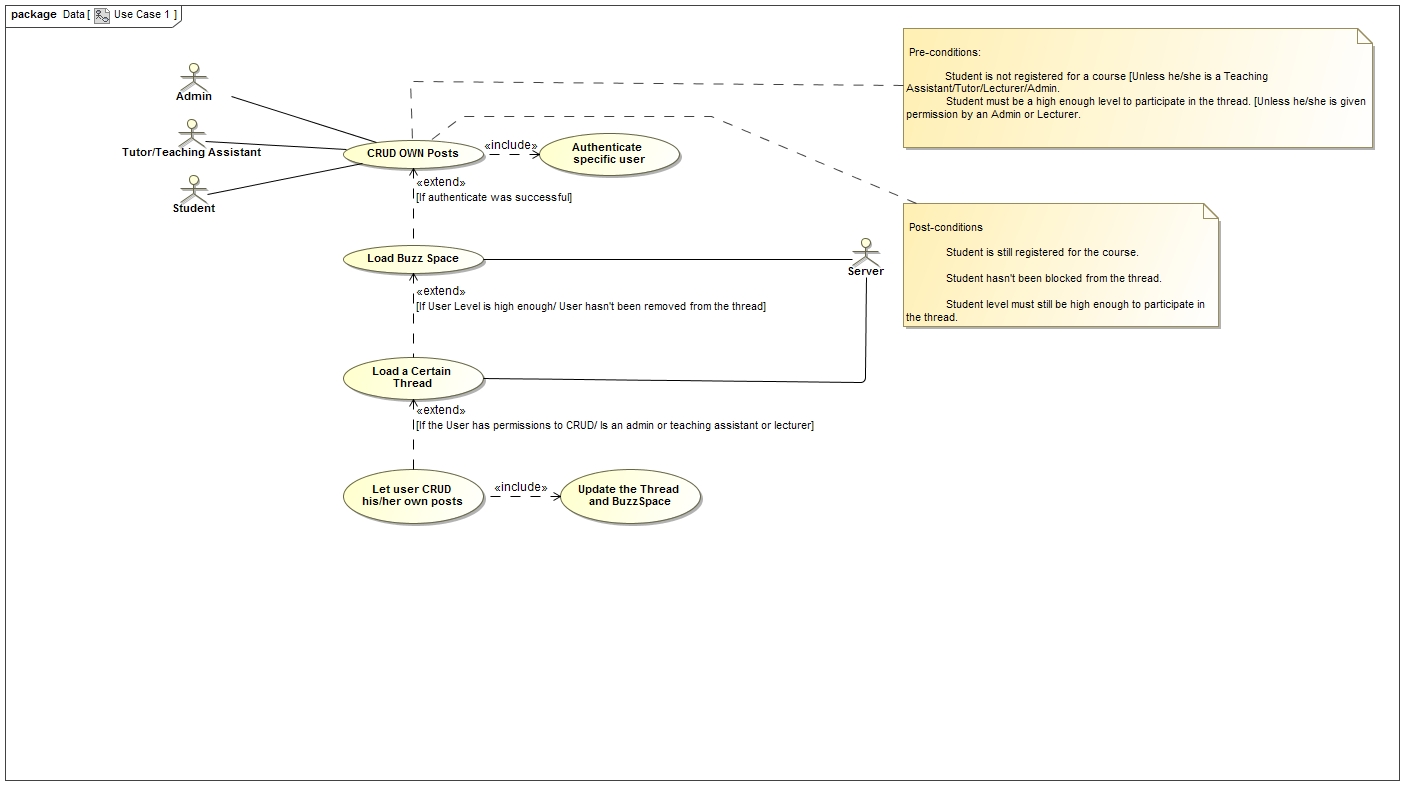 package Data [ Use Case 1 ]
Admin
Tutor/Teaching Assistant
Student
CRUD OWN Posts
«include»
Authenticate
specific user
«extend»
[If authenticate was successful]
Load Buzz Space
Server
«extend»
[If User Level is high enough/ User hasn't been removed from the thread]
Load a Certain
Thread
«extend»
[If the User has permissions to CRUD/ Is an admin or teaching assistant or lecturer]
Let user CRUD
his/her own posts
«include»
Update the Thread
and BuzzSpace
Pre-conditions:
Student is not registered for a course [Unless he/she is a Teaching
Assistant/Tutor/Lecturer/Admin.
Student must be a high enough level to participate in the thread. [Unless he/she is given
permission by an Admin or Lecturer.
Post-conditions
Student is still registered for the course.
Student hasn't been blocked from the thread.
Student level must still be high enough to participate in
the thread.